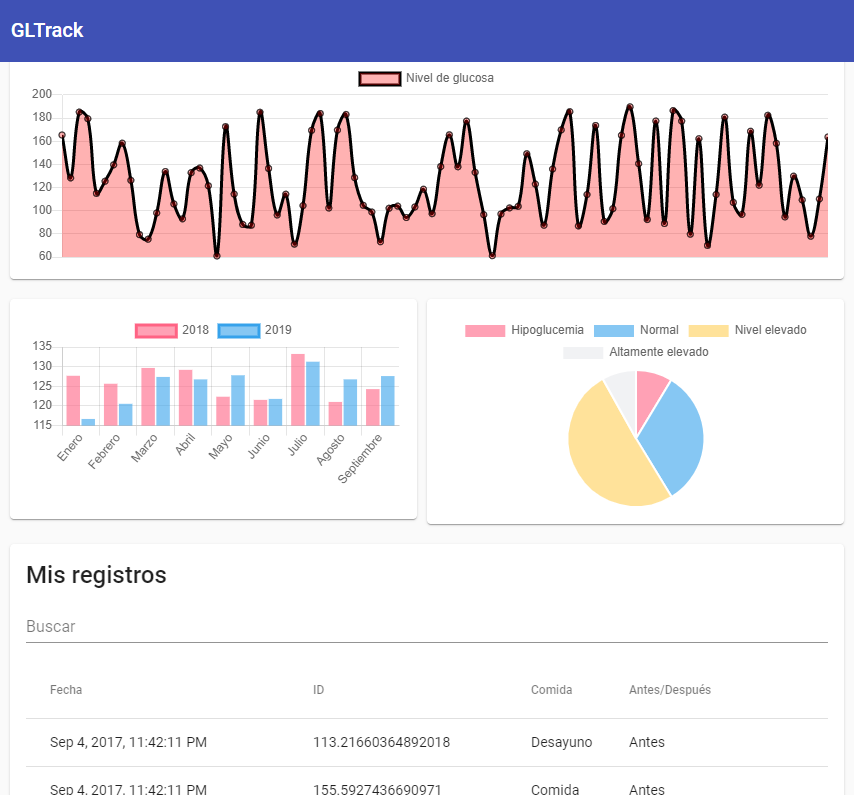 GLTrack
Nivel de glucosa
200
180
160
140
120
100
80
60
2018 2019
135
130
125
120
115
Enero Febrero Marzo Abril Mayo Junio Julio Agosto Septiembre
Hipoglucemia Normal Nivel elevado
Altamente elevado
Mis registros
Buscar
Fecha ID Comida Antes/Después
Sep 4, 2017, 11:42:11 PM 113.21660364892018 Desayuno Antes
Sep 4, 2017, 11:42:11 PM 155.5927436690971 Comida Antes